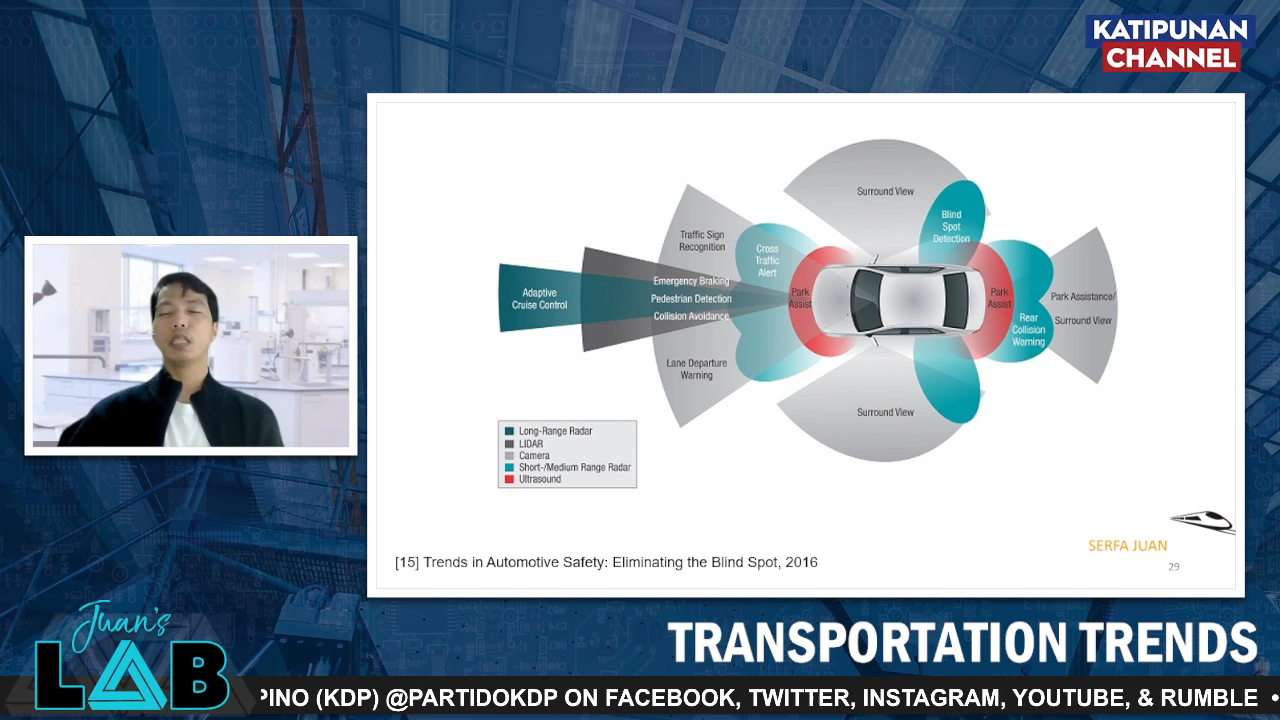 KATIPUNAN
CHANNEL
Surround View
Blind
Spot
Detection
Traffic Sign
Recognition
Cross
Traffic
Alert
Adaptive
Cruise Control
Emergency Braking
Pedestrian Detection
Collision Avoidance
Park
Assist
Park
Assist
Park Assistance/
Surround View
Rear
Collision
Warning
Lane Departure
Warning
Surround View
Long-Range Radar
LIDAR
Camera
Short-/Medium Range Radar
Ultrasound
SERFA JUAN
[15] Trends in Automotive Safety: Eliminating the Blind Spot, 2016
29
Juan's
LAB
TRANSPORTATION TRENDS
PINO (KDP) @PARTIDOKDP ON FACEBOOK, TWITTER, INSTAGRAM, YOUTUBE, & RUMBLE •